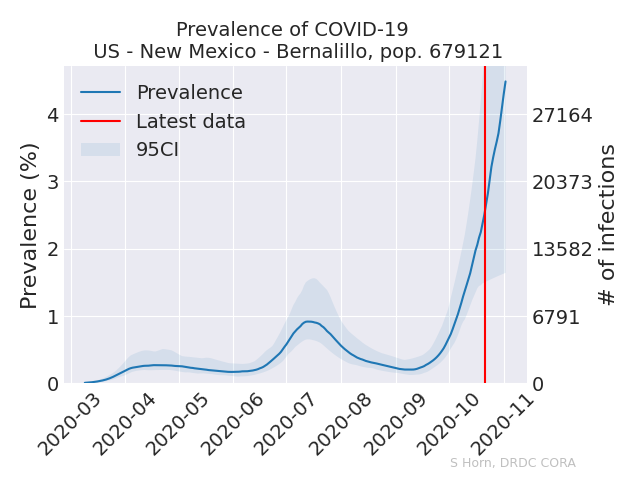 Prevalence of COVID-19
US - New Mexico - Bernalillo, pop. 679121
Prevalence
Latest data
95CI
Prevalence (%)
4
3
2
1
0
27164
20373
13582
6791
0
# of infections
2020-03
2020-04
2020-05
2020-06
2020-07
2020-08
2020-09
2020-10
2020-11
S Horn, DRDC CORA